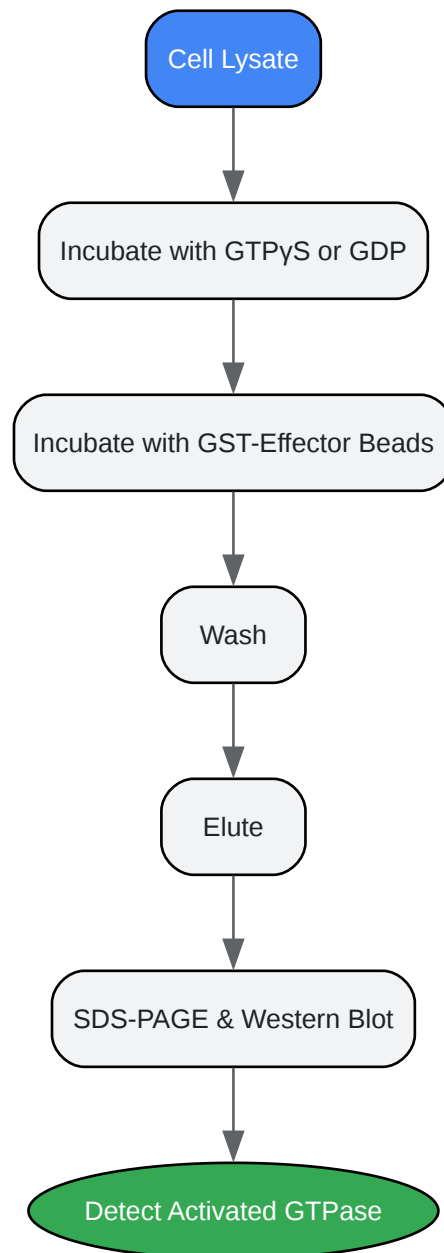 Cell Lysate
Incubate with GTPγS or GDP
Incubate with GST-Effector Beads
Wash
Elute
SDS-PAGE & Western Blot
Detect Activated GTPase